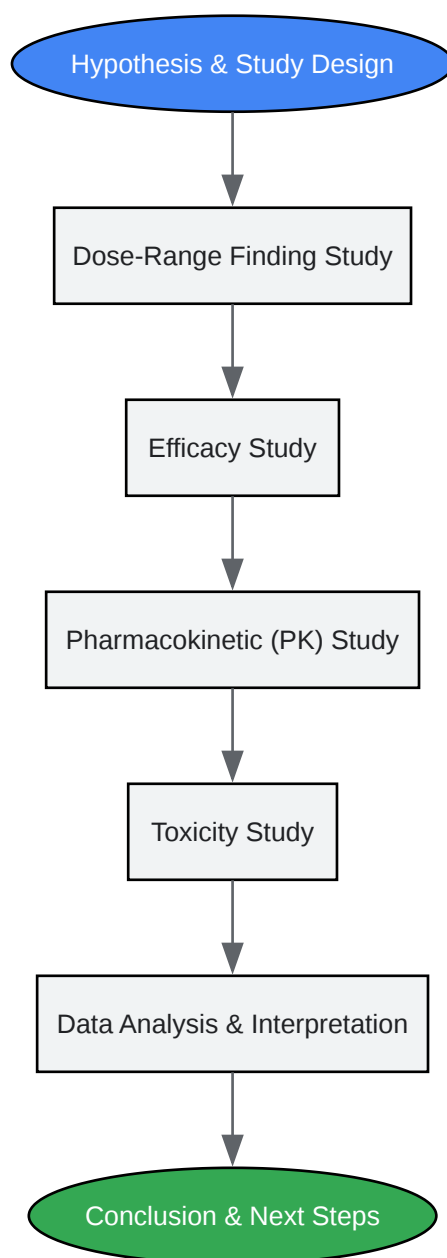 Hypothesis & Study Design
Dose-Range Finding Study
Efficacy Study
Pharmacokinetic (PK) Study
Toxicity Study
Data Analysis & Interpretation
Conclusion & Next Steps